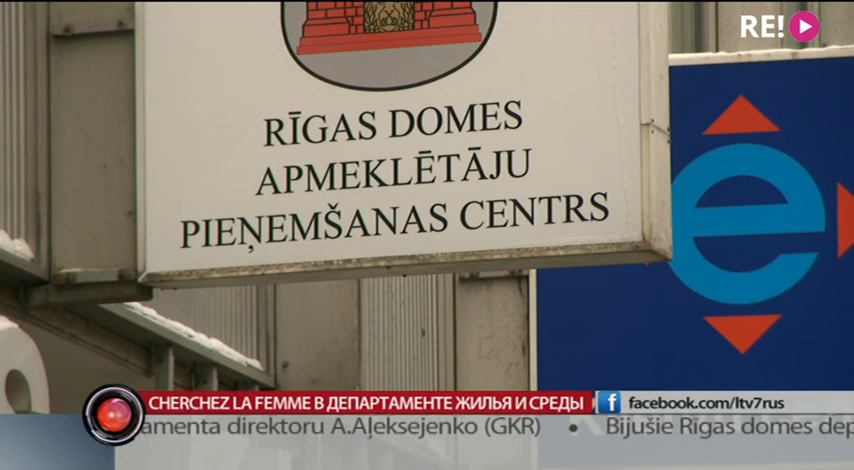 RE!
RĪGAS DOMES
APMEKLĒTĀJU
PIEŅEMŠANAS CENTRS
CHERCHEZ LA FEMME В ДЕПАРТАМЕНТЕ ЖИЛЬЯ И СРЕДЫ
facebook.com/ltv7rus
amenta direktoru A.Aļeksejenko (GKR) • Bijušie Rīgas domes dep